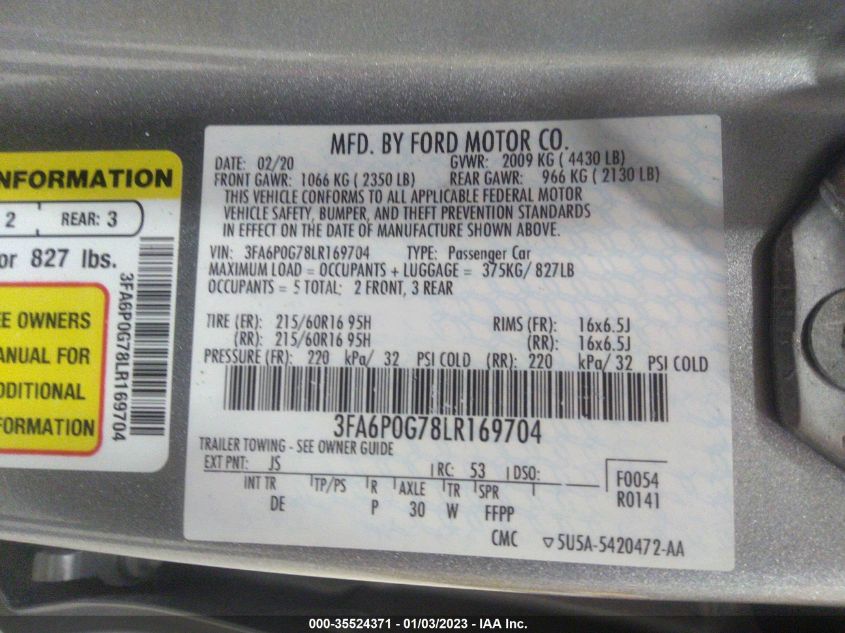 NFORMATION
2 REAR: 3
or 827 lbs.
EE OWNERS
ANUAL FOR
DDITIONAL
FORMATION
3FA6P0G78LR169704
MFD. BY FORD MOTOR CO.
DATE: 02/20 GVWR: 2009 KG ( 4430 LB)
FRONT GAWR: 1066 KG ( 2350 LB) REAR GAWR: 966 KG ( 2130 LB)
THIS VEHICLE CONFORMS TO ALL APPLICABLE FEDERAL MOTOR
VEHICLE SAFETY, BUMPER, AND THEFT PREVENTION STANDARDS
IN EFFECT ON THE DATE OF MANUFACTURE SHOWN ABOVE.
VIN: 3FA6P0G78LR169704 TYPE: Passenger Car
MAXIMUM LOAD = OCCUPANTS + LUGGAGE = 375KG/ 827LB
OCCUPANTS = 5 TOTAL; 2 FRONT, 3 REAR
TIRE (FR): 215/60R16 95H RIMS (FR): 16x6.5J
(RR): 215/60R16 95H (RR): 16x6.5J
PRESSURE (FR): 220 kPa/ 32 PSI COLD (RR): 220 kPa/ 32 PSI COLD
3FA6P0G78LR169704
TRAILER TOWING - SEE OWNER GUIDE
EXT PNT: JS RC: 53 DSO: F0054
INT TR TP/PS R AXLE TR SPR R0141
DE P 30 W FFPP
CMC ▽5U5A-5420472-AA
000-35524371 - 01/03/2023 - IAA Inc.